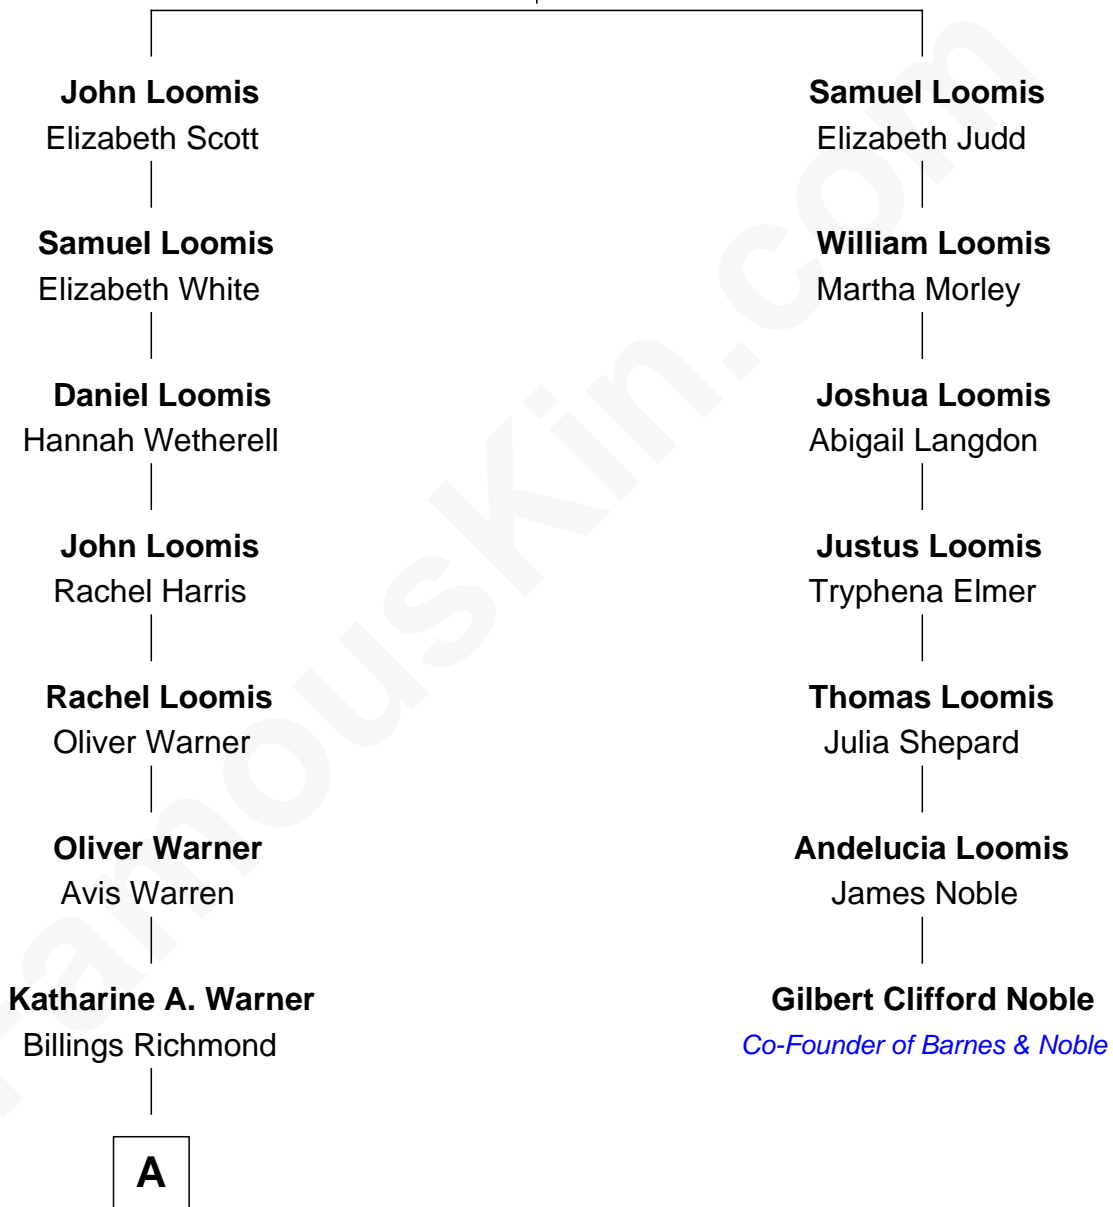 John Loomis
Elizabeth Scott
Samuel Loomis
Elizabeth White
Daniel Loomis
Hannah Wetherell
John Loomis
Rachel Harris
Rachel Loomis
Oliver Warner
Oliver Warner
Avis Warren
Katharine A. Warner
Billings Richmond
A
Samuel Loomis
Elizabeth Judd
William Loomis
Martha Morley
Joshua Loomis
Abigail Langdon
Justus Loomis
Tryphena Elmer
Thomas Loomis
Julia Shepard
Andelucia Loomis
James Noble
Gilbert Clifford Noble
Co-Founder of Barnes & Noble
FamousKin.com